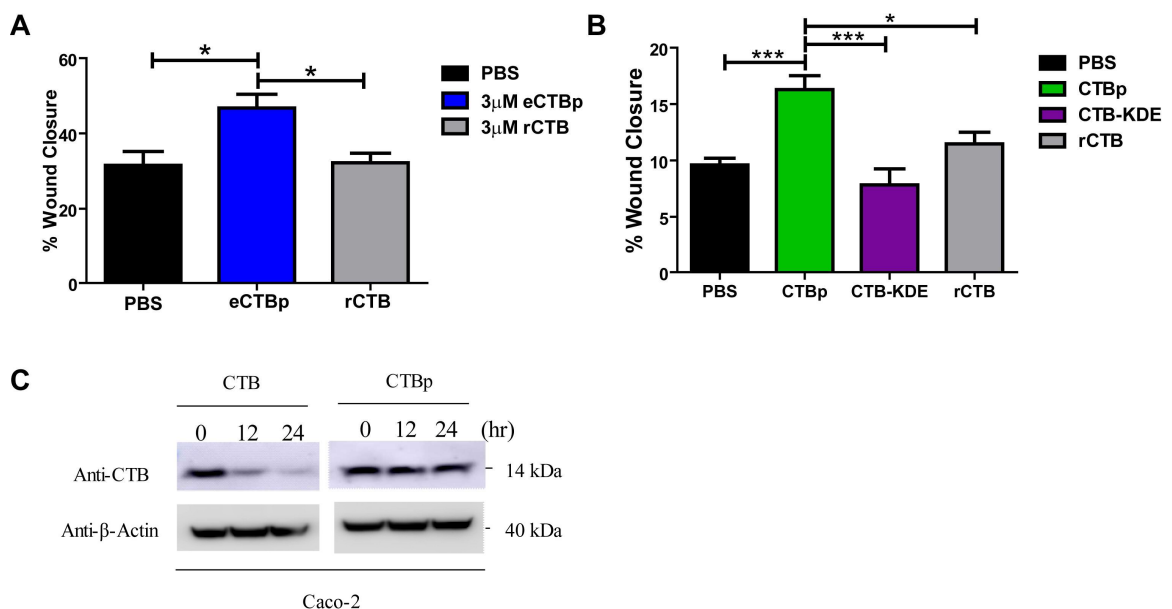 A
% Wound Closure
60
40
20
0
*
*
PBS
eCTBp
rCTB
PBS
3μM eCTBp
3μM rCTB
B
% Wound Closure
20
15
10
5
0
*
***
***
PBS
CTBp
CTB-KDE
rCTB
PBS
CTBp
CTB-KDE
rCTB
C
CTB CTBp
0 12 24 0 12 24 (hr)
Anti-CTB - 14 kDa
Anti-β-Actin - 40 kDa
Caco-2